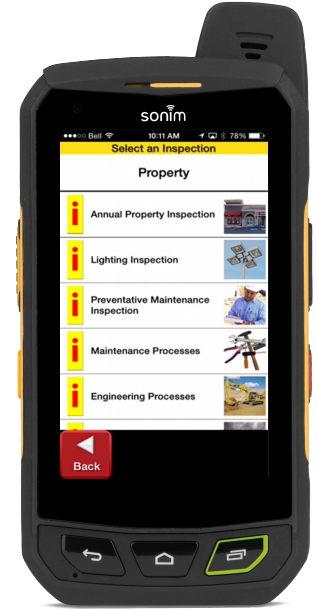 sonim
Bell 10:11 AM 78%
Select an Inspection
Property
Annual Property Inspection
Lighting Inspection
Preventative Maintenance
Inspection
Maintenance Processes
Engineering Processes
Back